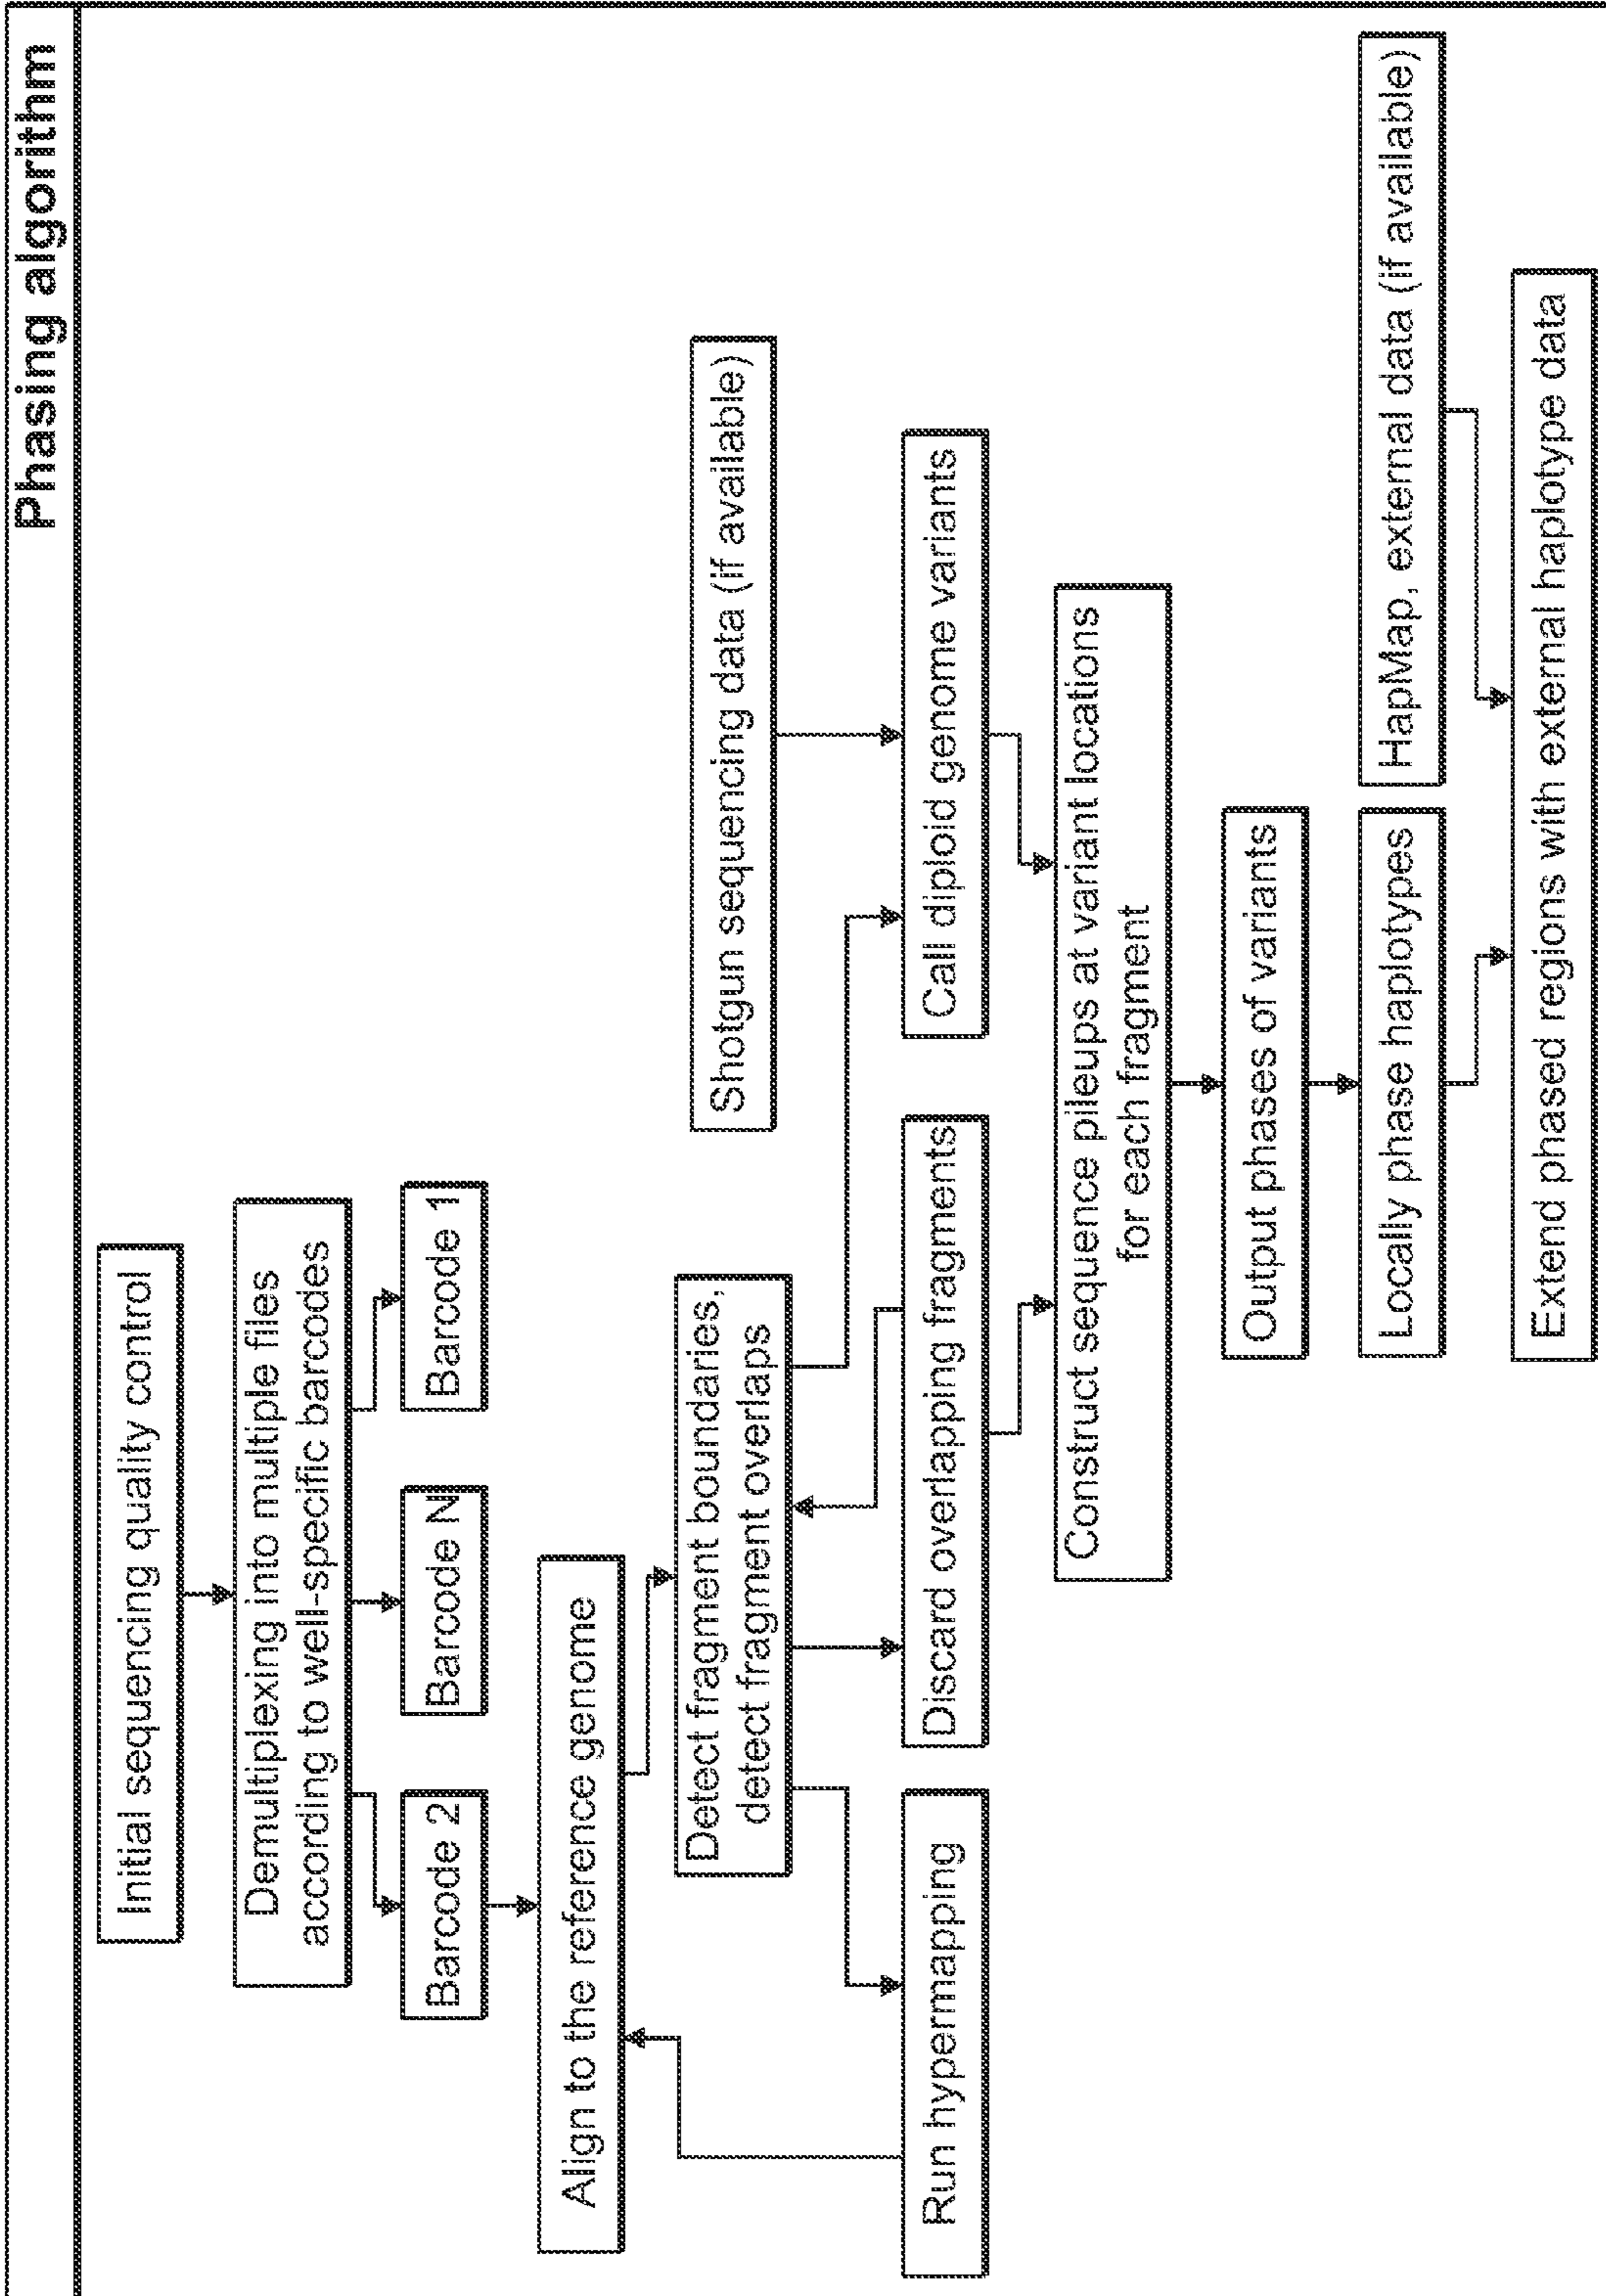 Phasing algorithm
Initial sequencing quality control
Demultiplexing into multiple files
according to well-specific barcodes
Barcode 2
Barcode N
Barcode 1
Align to the reference genome
Detect fragment boundaries,
detect fragment overlaps
Shotgun sequencing data (if available)
Run hypermapping
Discard overlapping fragments
Call diploid genome variants
Construct sequence pileups at variant locations
for each fragment
Output phases of variants
Locally phase haplotypes
HapMap, external data (if available)
Extend phased regions with external haplotype data